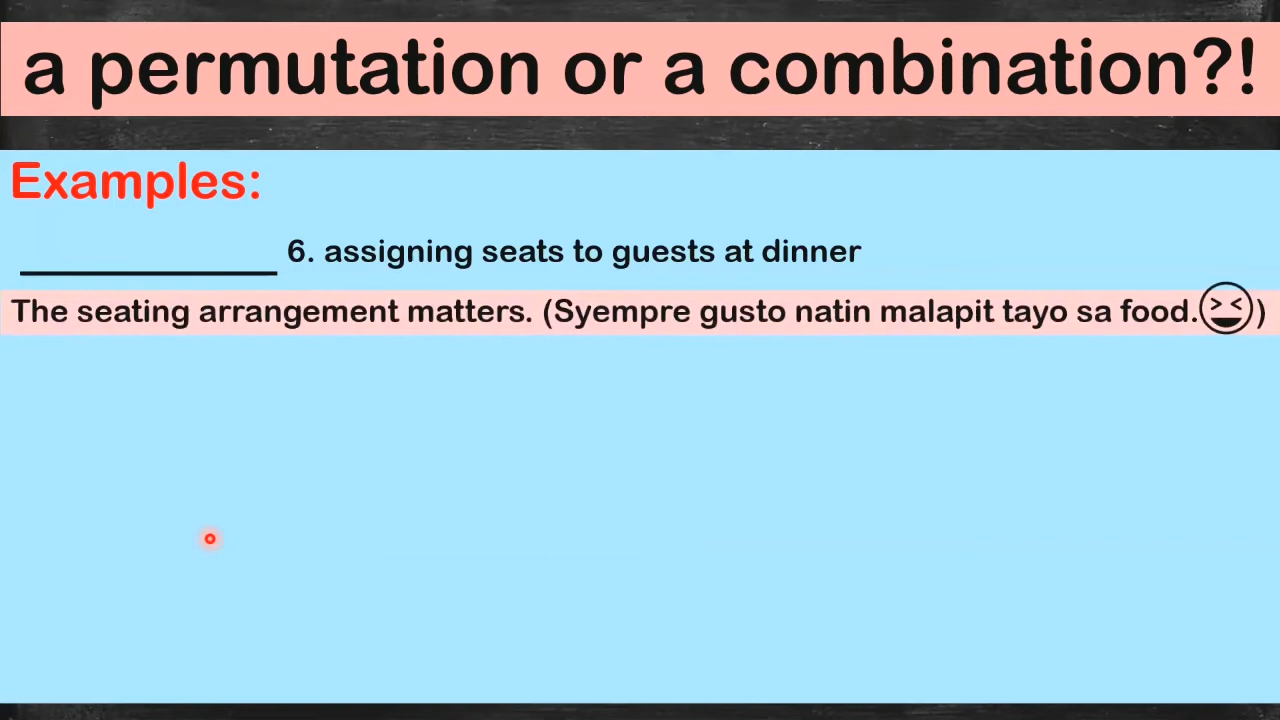 a permutation or a combination?!
Examples:
______________ 6. assigning seats to guests at dinner
The seating arrangement matters. (Syempre gusto natin malapit tayo sa food.😆)